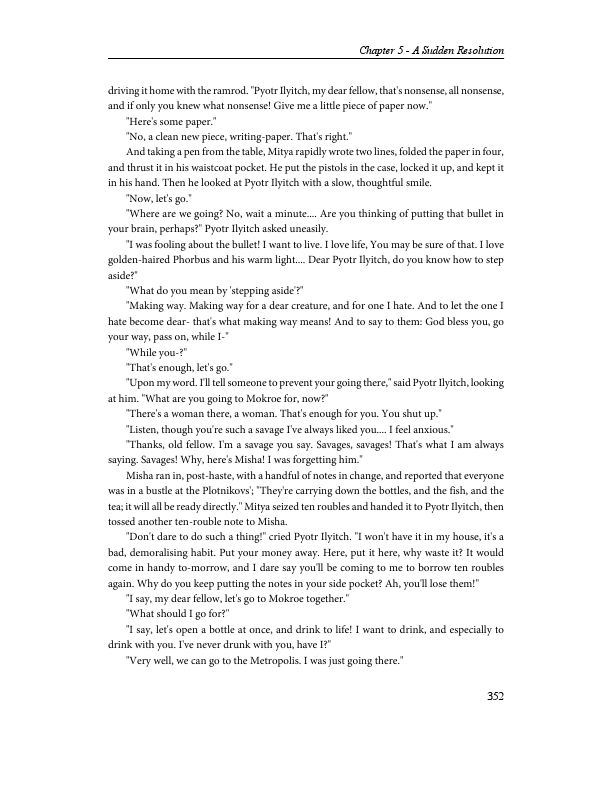 Chapter 5 - A Sudden Resolution
driving it home with the ramrod. "Pyotr Ilyitch, my dear fellow, that's nonsense, all nonsense,
and if only you knew what nonsense! Give me a little piece of paper now."
"Here's some paper."
"No, a clean new piece, writing-paper. That's right."
And taking a pen from the table, Mitya rapidly wrote two lines, folded the paper in four,
and thrust it in his waistcoat pocket. He put the pistols in the case, locked it up, and kept it
in his hand. Then he looked at Pyotr Ilyitch with a slow, thoughtful smile.
"Now, let's go."
"Where are we going? No, wait a minute.... Are you thinking of putting that bullet in
your brain, perhaps?" Pyotr Ilyitch asked uneasily.
"I was fooling about the bullet! I want to live. I love life, You may be sure of that. I love
golden-haired Phorbus and his warm light.... Dear Pyotr Ilyitch, do you know how to step
aside?"
"What do you mean by 'stepping aside'?"
"Making way. Making way for a dear creature, and for one I hate. And to let the one I
hate become dear- that's what making way means! And to say to them: God bless you, go
your way, pass on, while I-"
"While you-?"
"That's enough, let's go."
"Upon my word. I'll tell someone to prevent your going there," said Pyotr Ilyitch, looking
at him. "What are you going to Mokroe for, now?"
"There's a woman there, a woman. That's enough for you. You shut up."
"Listen, though you're such a savage I've always liked you.... I feel anxious."
"Thanks, old fellow. I'm a savage you say. Savages, savages! That's what I am always
saying. Savages! Why, here's Misha! I was forgetting him."
Misha ran in, post-haste, with a handful of notes in change, and reported that everyone
was in a bustle at the Plotnikovs'; "They're carrying down the bottles, and the fish, and the
tea; it will all be ready directly." Mitya seized ten roubles and handed it to Pyotr Ilyitch, then
tossed another ten-rouble note to Misha.
"Don't dare to do such a thing!" cried Pyotr Ilyitch. "I won't have it in my house, it's a
bad, demoralising habit. Put your money away. Here, put it here, why waste it? It would
come in handy to-morrow, and I dare say you'll be coming to me to borrow ten roubles
again. Why do you keep putting the notes in your side pocket? Ah, you'll lose them!"
"I say, my dear fellow, let's go to Mokroe together."
"What should I go for?"
"I say, let's open a bottle at once, and drink to life! I want to drink, and especially to
drink with you. I've never drunk with you, have I?"
"Very well, we can go to the Metropolis. I was just going there."
352